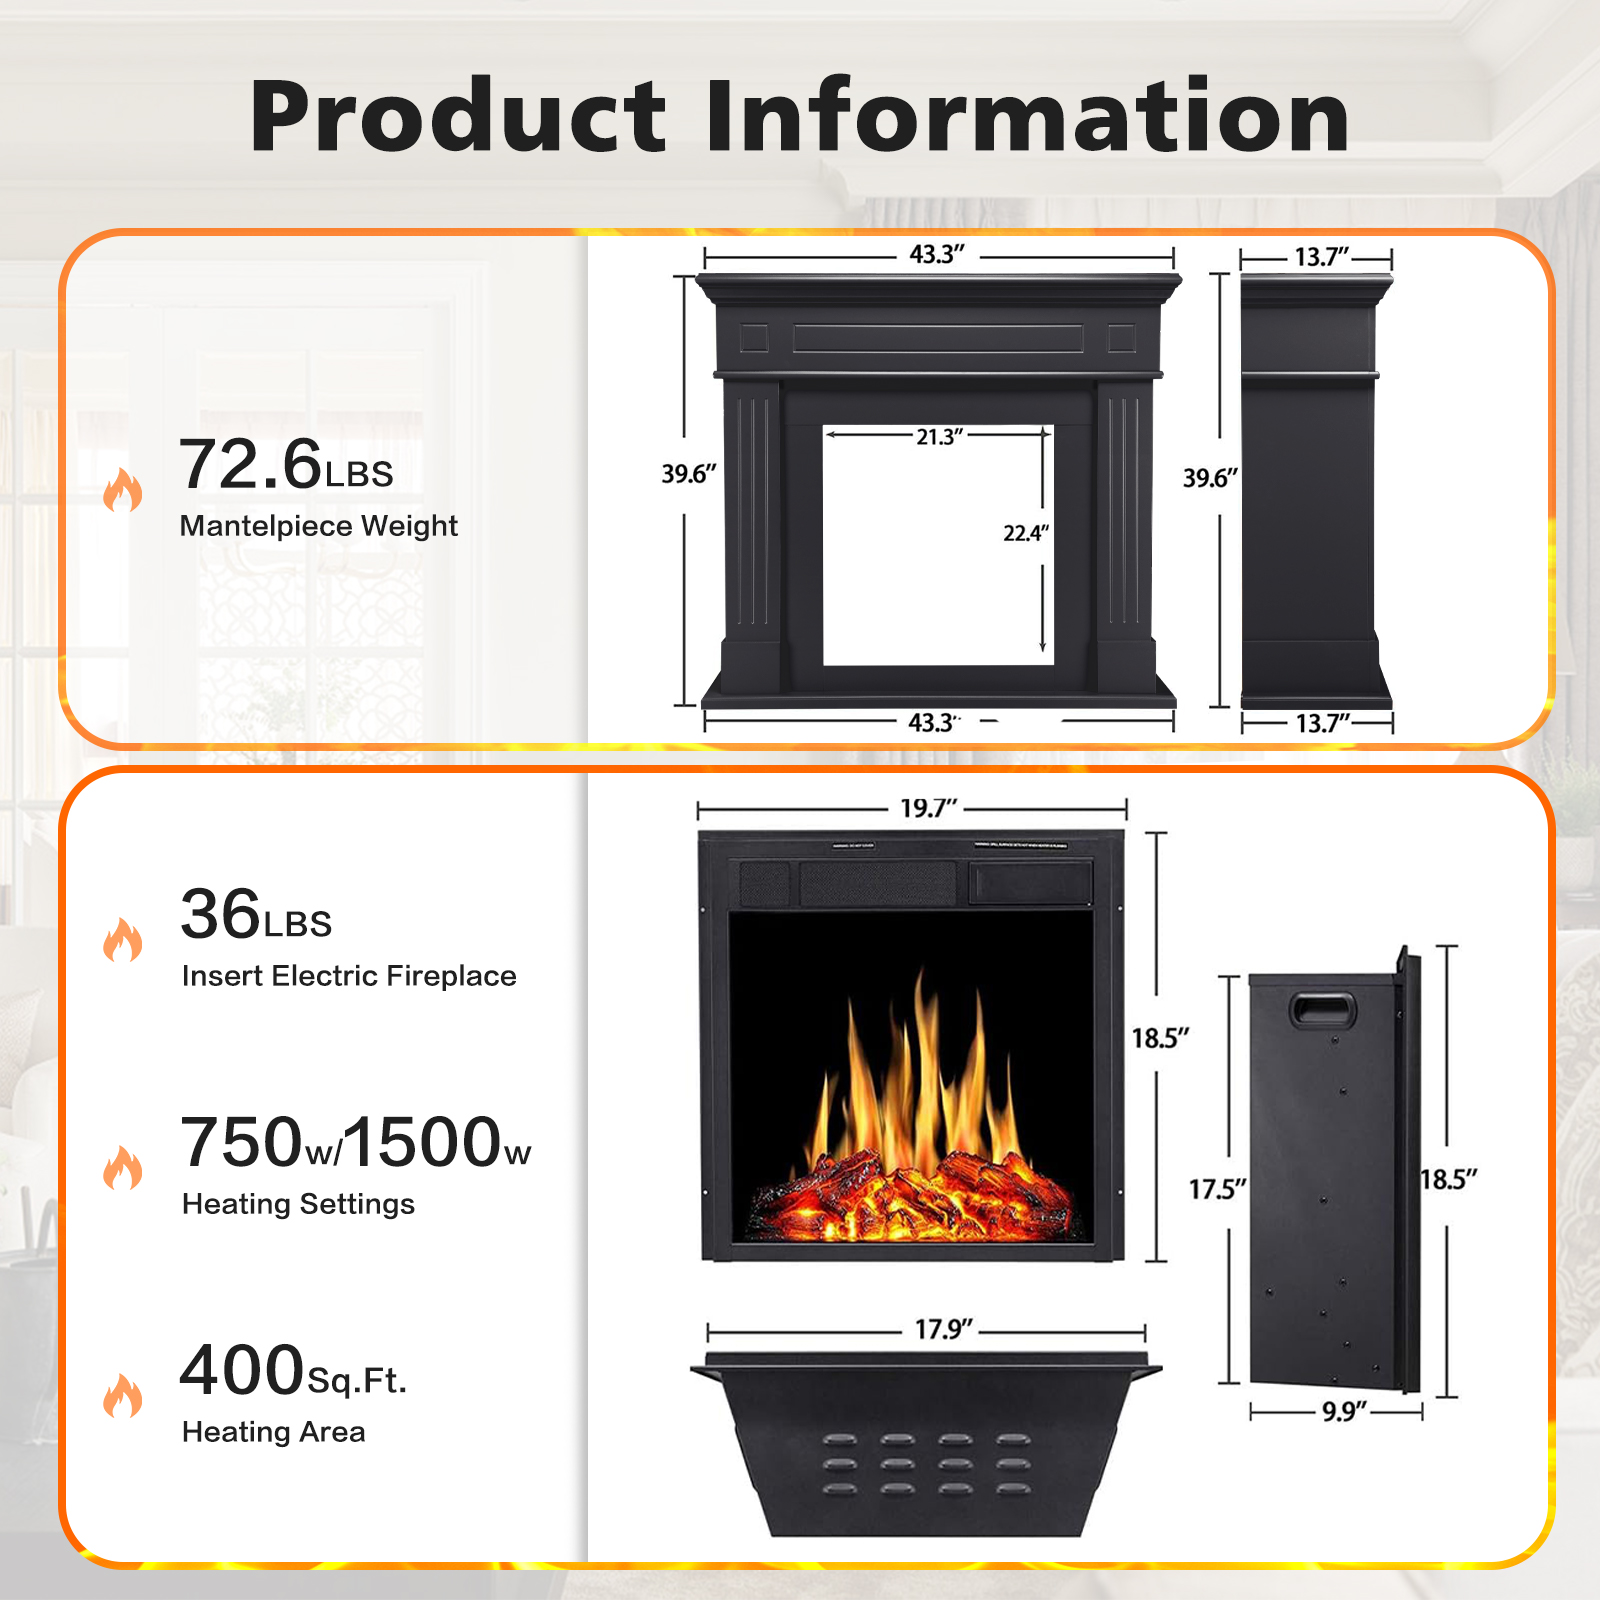 Product Information
43.3”
13.7”
21.3”
72.6LBS
Mantelpiece Weight
39.6”
39.6”
22.4”
43.3
13.7”
19.7”
36LBS
Insert Electric Fireplace
18.5”
750w/1500w
Heating Settings
17.5”
18.5”
17.9”
400Sq.Ft.
Heating Area
9.9”